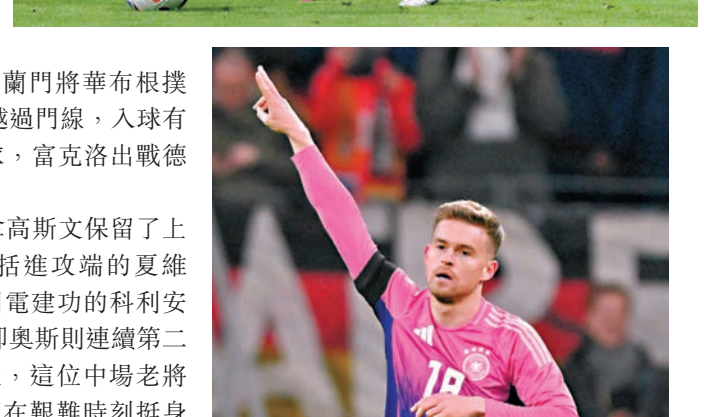 蘭門將華布根撲
越過門線，入球有
富克洛出戰德
高斯文保留了上
括進攻端的夏維
電建功的科利安
奧斯則連續第二
，這位中場老將
在艱難時刻挺身
19